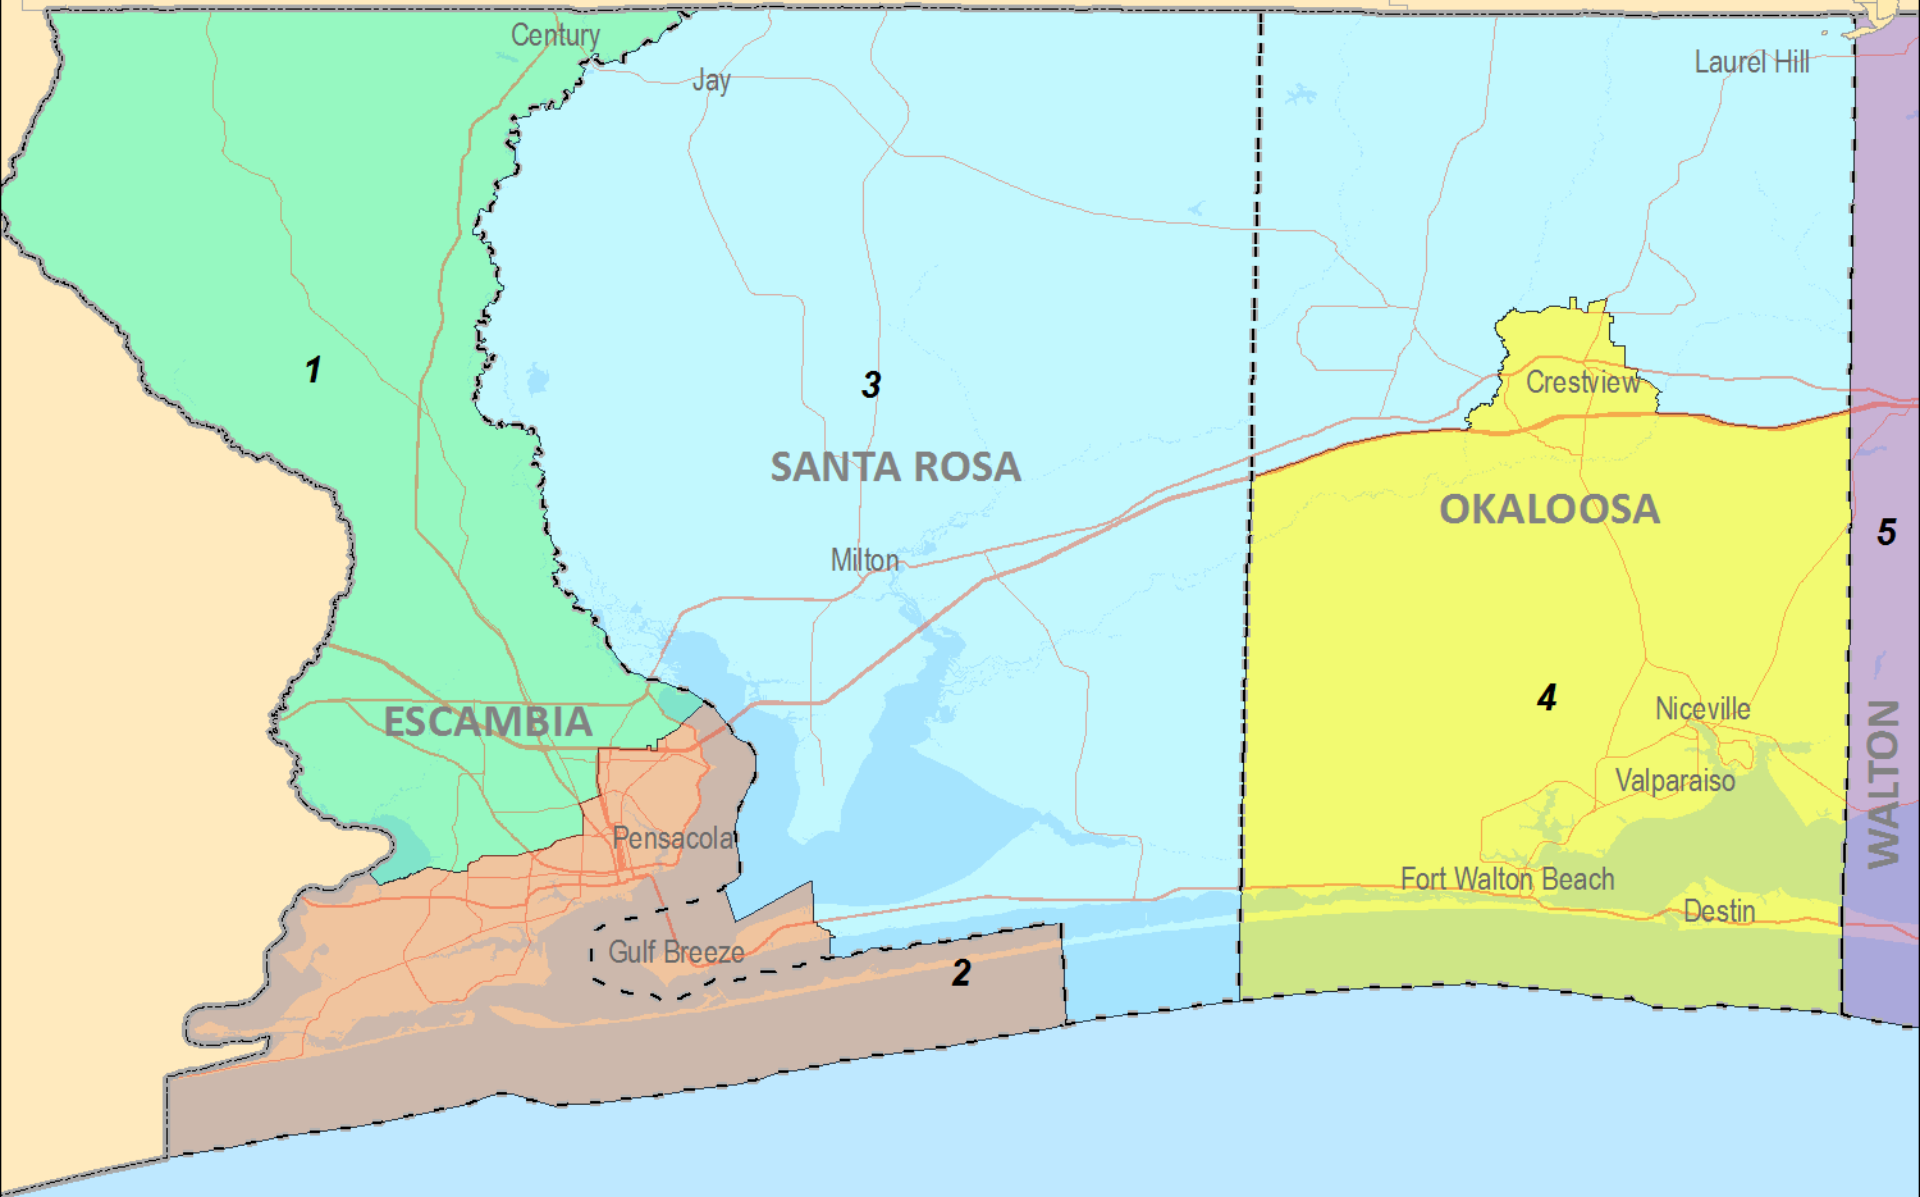 Century
Laurel Hill
Jay
1
3
Crestview
SANTA ROSA
OKALOOSA
5
Milton
4
Niceville
ESCAMBIA
WALTON
Valparaiso
Pensacola
Fort Walton Beach
Destin
Gulf Breeze
2